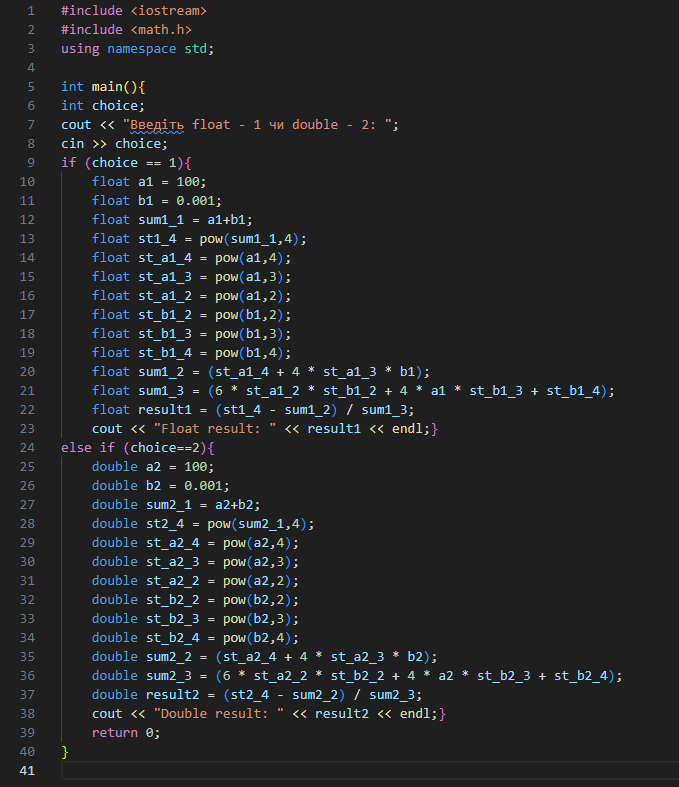 1 #include <iostream>
2 #include <math.h>
3 using namespace std;
4
5 int main(){
6 int choice;
7 cout << "Введіть float - 1 чи double - 2: ";
8 cin >> choice;
9 if (choice == 1){
10     float a1 = 100;
11     float b1 = 0.001;
12     float sum1_1 = a1+b1;
13     float st1_4 = pow(sum1_1,4);
14     float st_a1_4 = pow(a1,4);
15     float st_a1_3 = pow(a1,3);
16     float st_a1_2 = pow(a1,2);
17     float st_b1_2 = pow(b1,2);
18     float st_b1_3 = pow(b1,3);
19     float st_b1_4 = pow(b1,4);
20     float sum1_2 = (st_a1_4 + 4 * st_a1_3 * b1);
21     float sum1_3 = (6 * st_a1_2 * st_b1_2 + 4 * a1 * st_b1_3 + st_b1_4);
22     float result1 = (st1_4 - sum1_2) / sum1_3;
23     cout << "Float result: " << result1 << endl;}
24 else if (choice==2){
25     double a2 = 100;
26     double b2 = 0.001;
27     double sum2_1 = a2+b2;
28     double st2_4 = pow(sum2_1,4);
29     double st_a2_4 = pow(a2,4);
30     double st_a2_3 = pow(a2,3);
31     double st_a2_2 = pow(a2,2);
32     double st_b2_2 = pow(b2,2);
33     double st_b2_3 = pow(b2,3);
34     double st_b2_4 = pow(b2,4);
35     double sum2_2 = (st_a2_4 + 4 * st_a2_3 * b2);
36     double sum2_3 = (6 * st_a2_2 * st_b2_2 + 4 * a2 * st_b2_3 + st_b2_4);
37     double result2 = (st2_4 - sum2_2) / sum2_3;
38     cout << "Double result: " << result2 << endl;}
39     return 0;
40 }
41